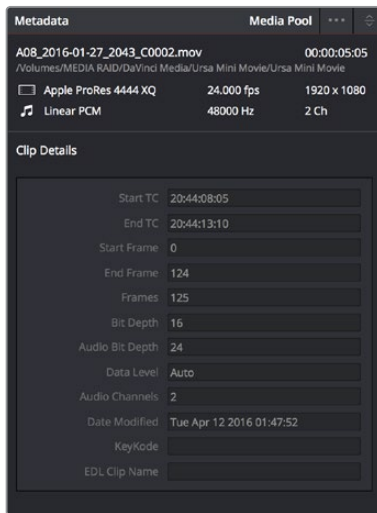 Metadata Media Pool
A08_2016-01-27_2043_C0002.mov 00:00:05:05
/Volumes/MEDIA RAID/DaVinci Media/Ursa Mini Movie/Ursa Mini Movie
Apple ProRes 4444 XQ 24.000 fps 1920 x 1080
Linear PCM 48000 Hz 2 Ch
Clip Details
Start TC 20:44:08:05
End TC 20:44:13:10
Start Frame 0
End Frame 124
Frames 125
Bit Depth 16
Audio Bit Depth 24
Data Level Auto
Audio Channels 2
Date Modified Tue Apr 12 2016 01:47:52
KeyKode
EDL Clip Name